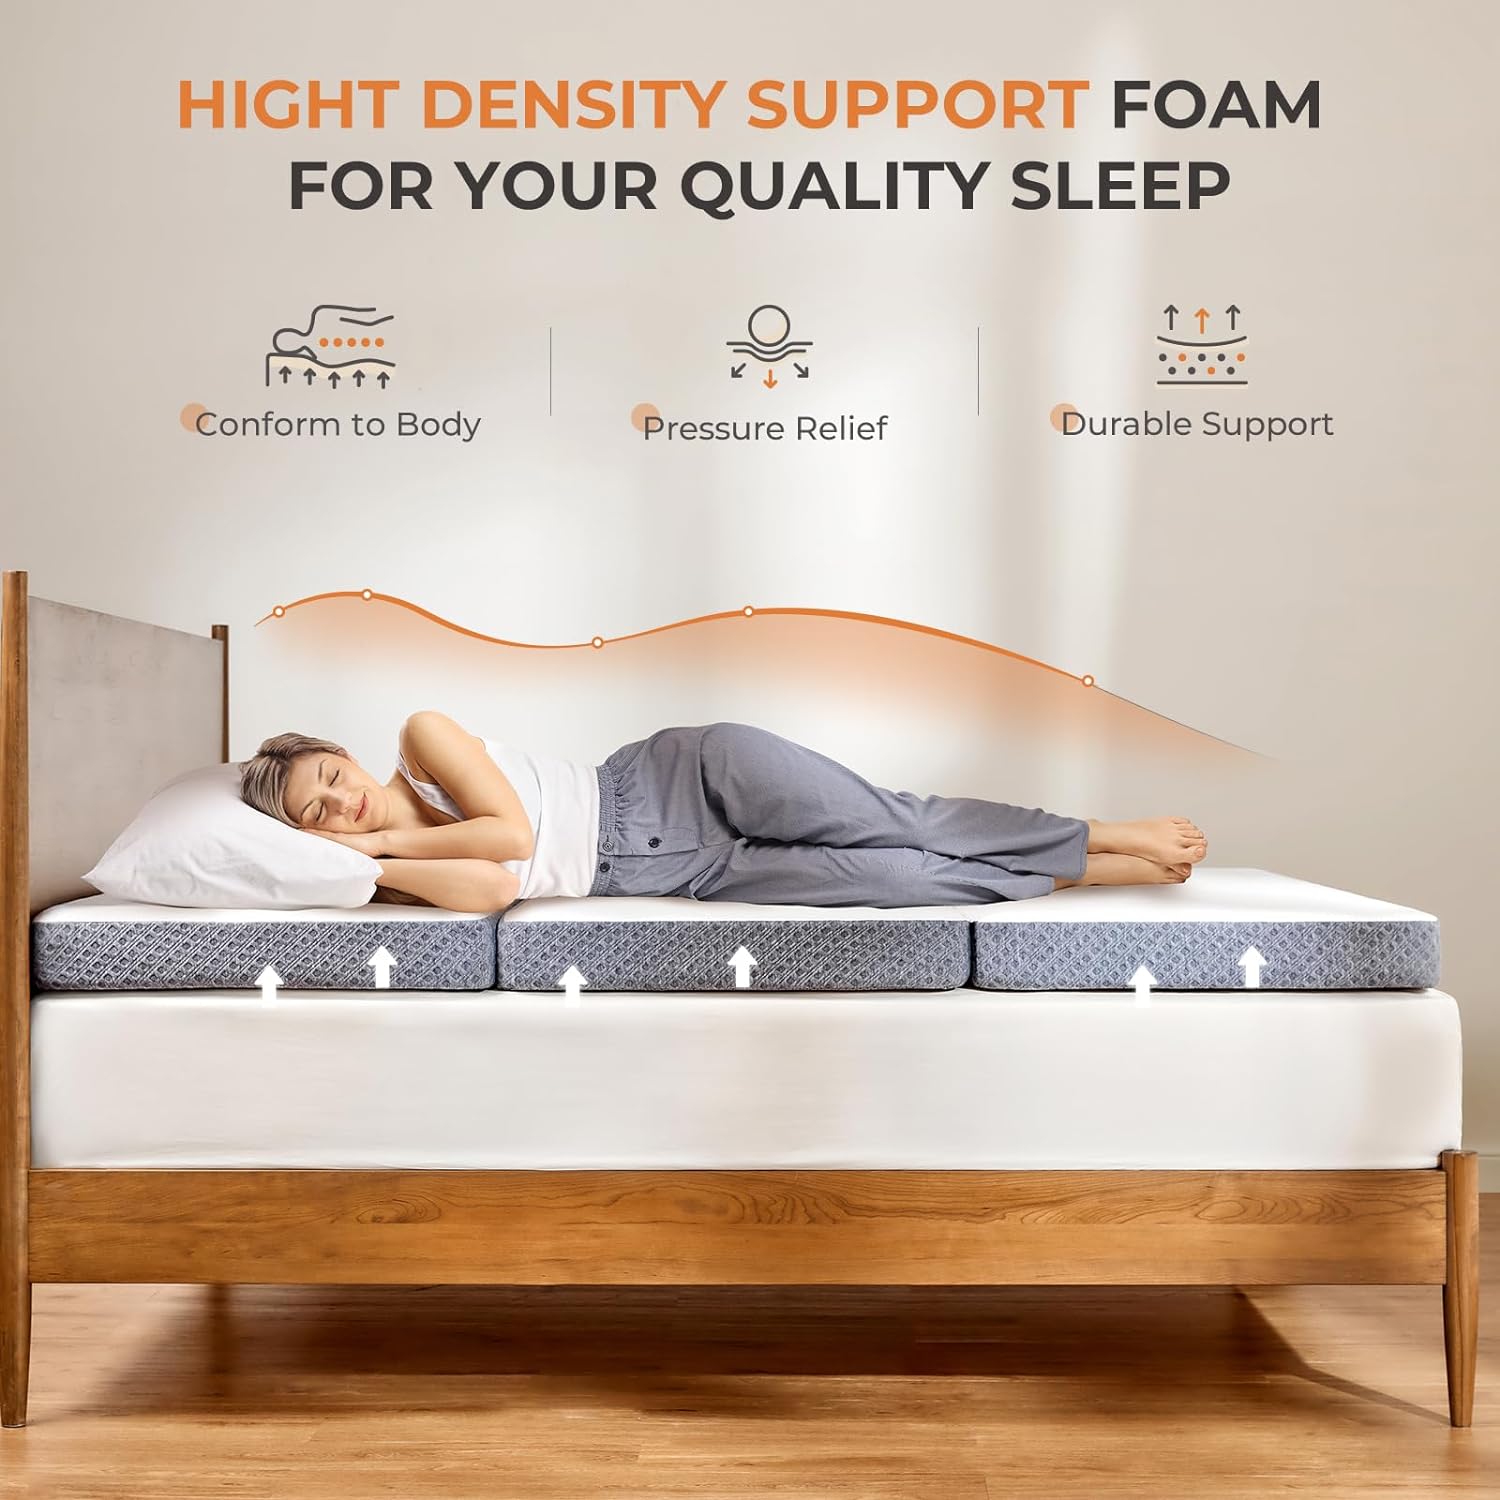 HIGHT DENSITY SUPPORT FOAM
FOR YOUR QUALITY SLEEP
Conform to Body
Pressure Relief
Durable Support